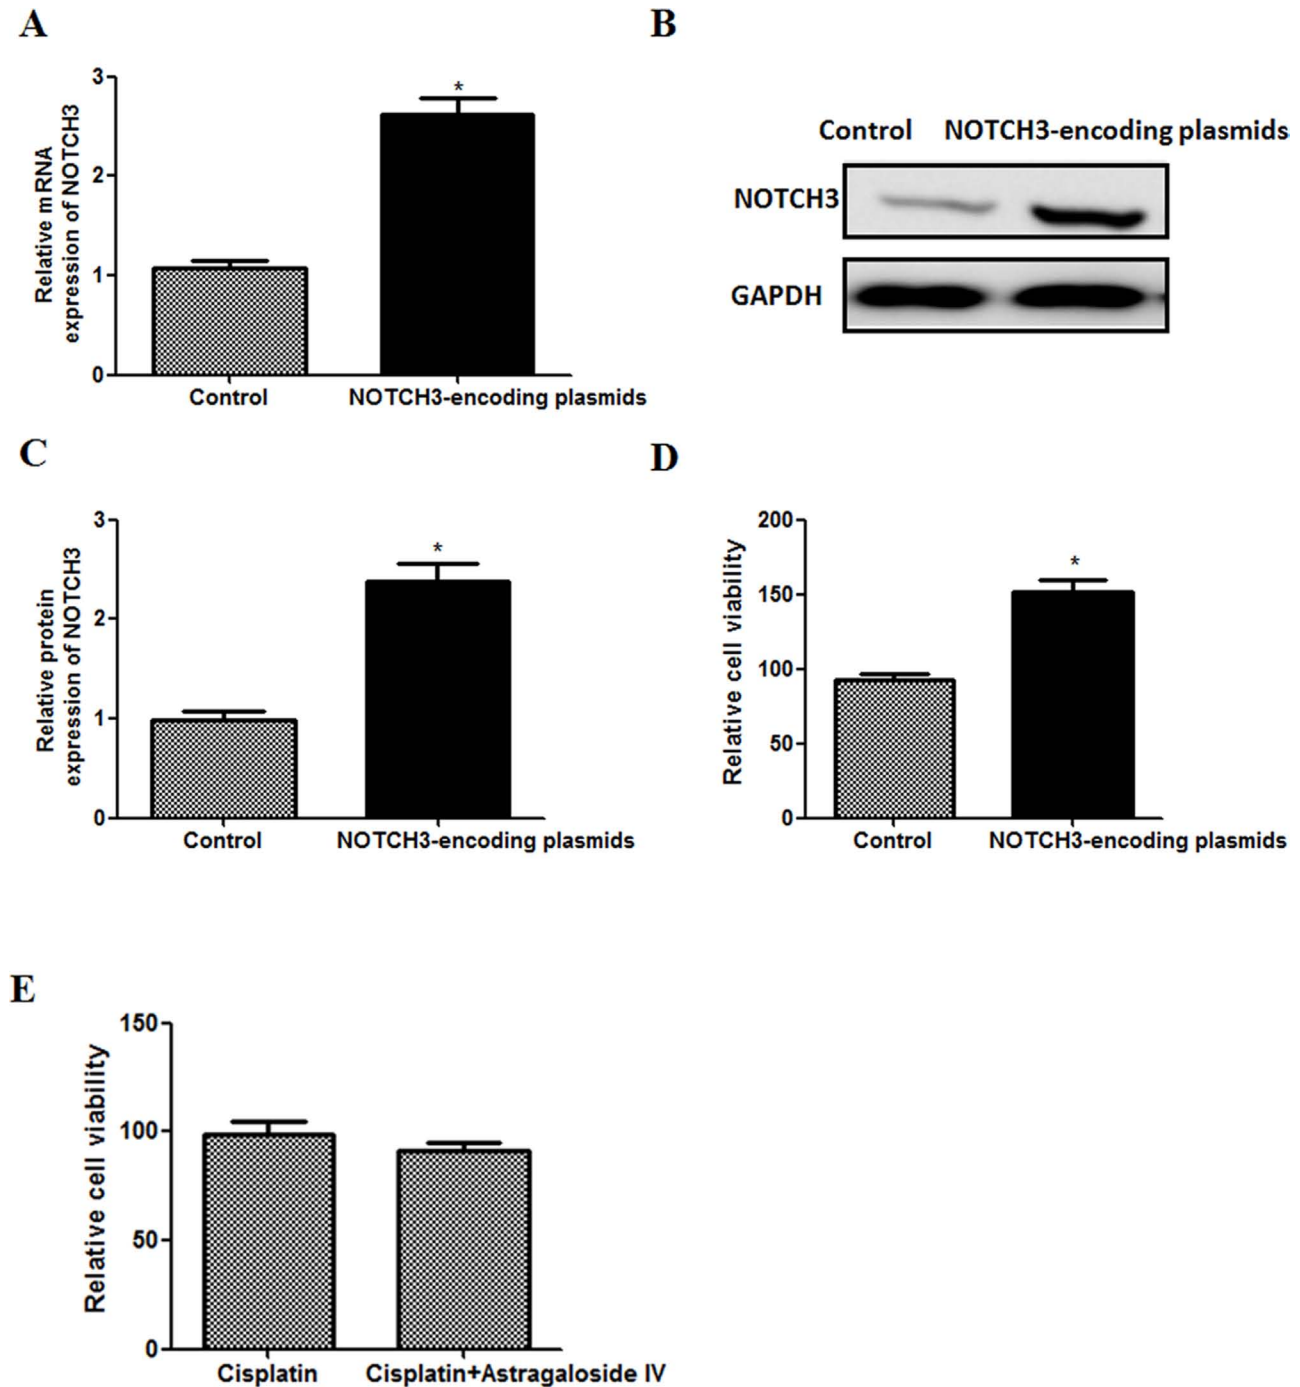 A
Relative mRNA
expression of NOTCH3
3
2
1
0
*
Control
NOTCH3-encoding plasmids
B
Control
NOTCH3-encoding plasmids
NOTCH3
GAPDH
C
Relative protein
expression of NOTCH3
3
2
1
0
*
Control
NOTCH3-encoding plasmids
D
Relative cell viability
200
150
100
50
0
*
Control
NOTCH3-encoding plasmids
E
Relative cell viability
150
100
50
0
Cisplatin
Cisplatin+Astragaloside IV